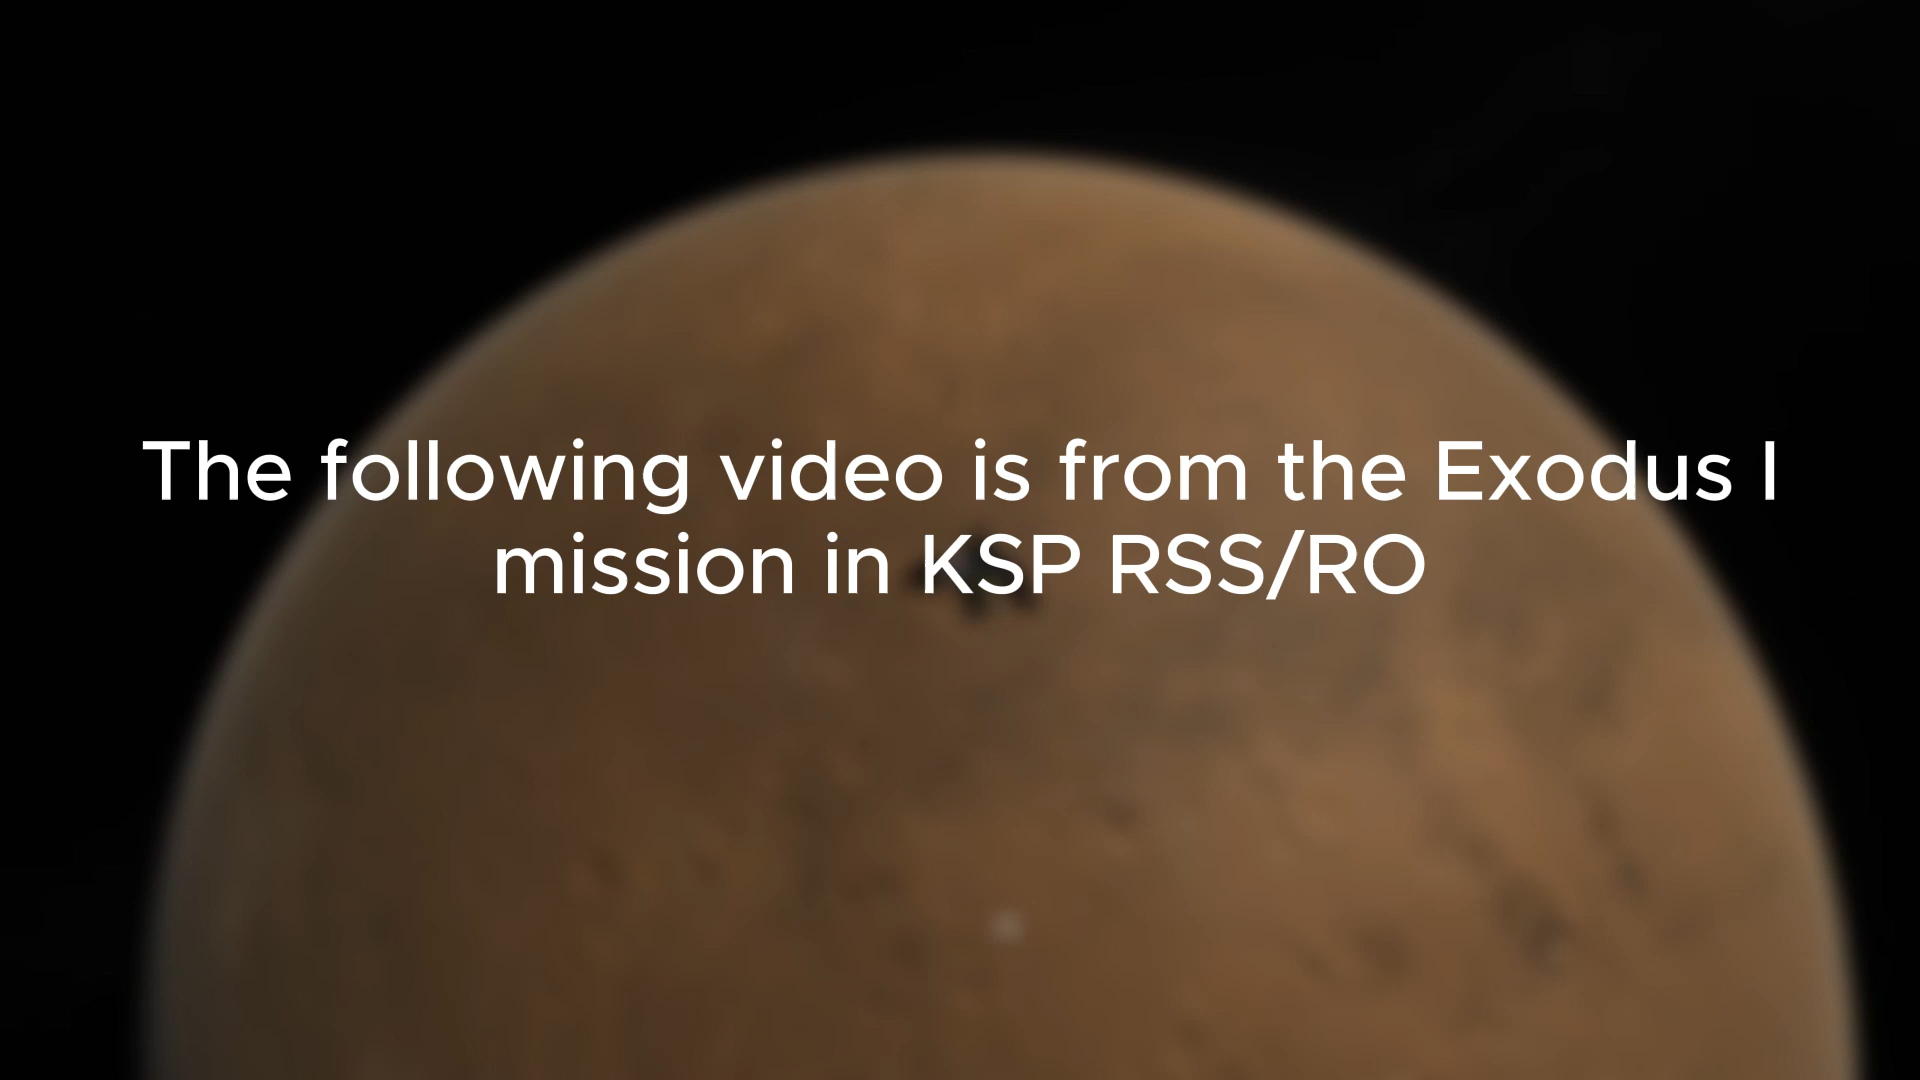 The following video is from the Exodus I
mission in KSP RSS/RO